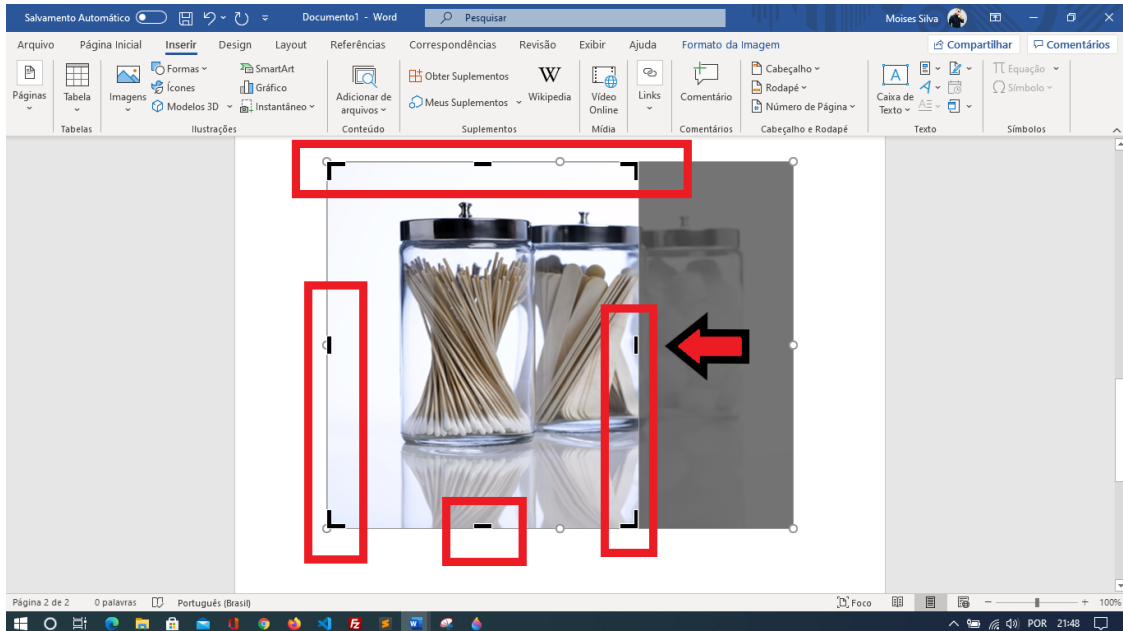 Salvamento Automático Documento1 - Word Pesquisar Moises Silva
Arquivo Página Inicial Inserir Design Layout Referências Correspondências Revisão Exibir Ajuda Formato da Imagem Compartilhar Comentários
Páginas
Tabela
Imagens
Formas
Ícones
Modelos 3D
SmartArt
Gráfico
Instantâneo
Adicionar de arquivos
Obter Suplementos
Meus Suplementos
W
Wikipedia
Vídeo Online
Links
Comentário
Cabeçalho
Rodapé
Número de Página
A
Caixa de Texto
Equação
Símbolo
Tabelas Ilustrações Conteúdo Suplementos Mídia Comentários Cabeçalho e Rodapé Texto Símbolos
Página 2 de 2 0 palavras Português (Brasil) Foco 100%
POR 21:48